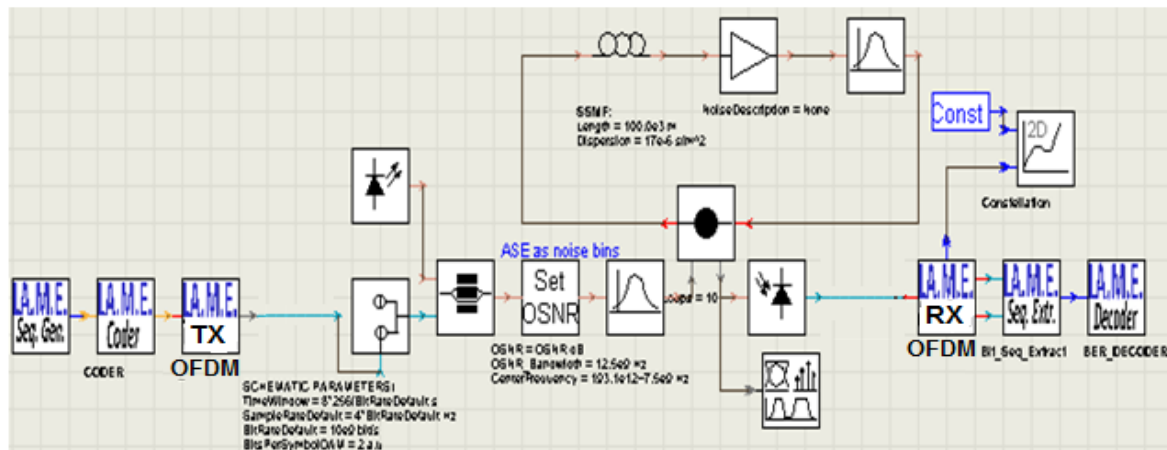 SSMF:
Length = 100.0e3 m
Dispersion = 17e-6 s/m^2
NoiseDescription = None
Const
2D
Constellation
ASE as noise bins
Set
OSNR
Loops = 10
Seq. Gen.
Coder
TX
OFDM
CODER
RX
OFDM
Seq. Extr.
Decoder
Bit_Seq_Extract
BER_DECODER
OSNR = OSNR dB
OSNR_Bandwidth = 12.5e9 Hz
CenterFrequency = 193.1e12-7.5e9 Hz
SCHEMATIC PARAMETERS:
TimeWindow = 8*256/BitRateDefault s
SampleRateDefault = 4*BitRateDefault Hz
BitRateDefault = 10e9 bit/s
BitsPerSymbolQAM = 2 a.u